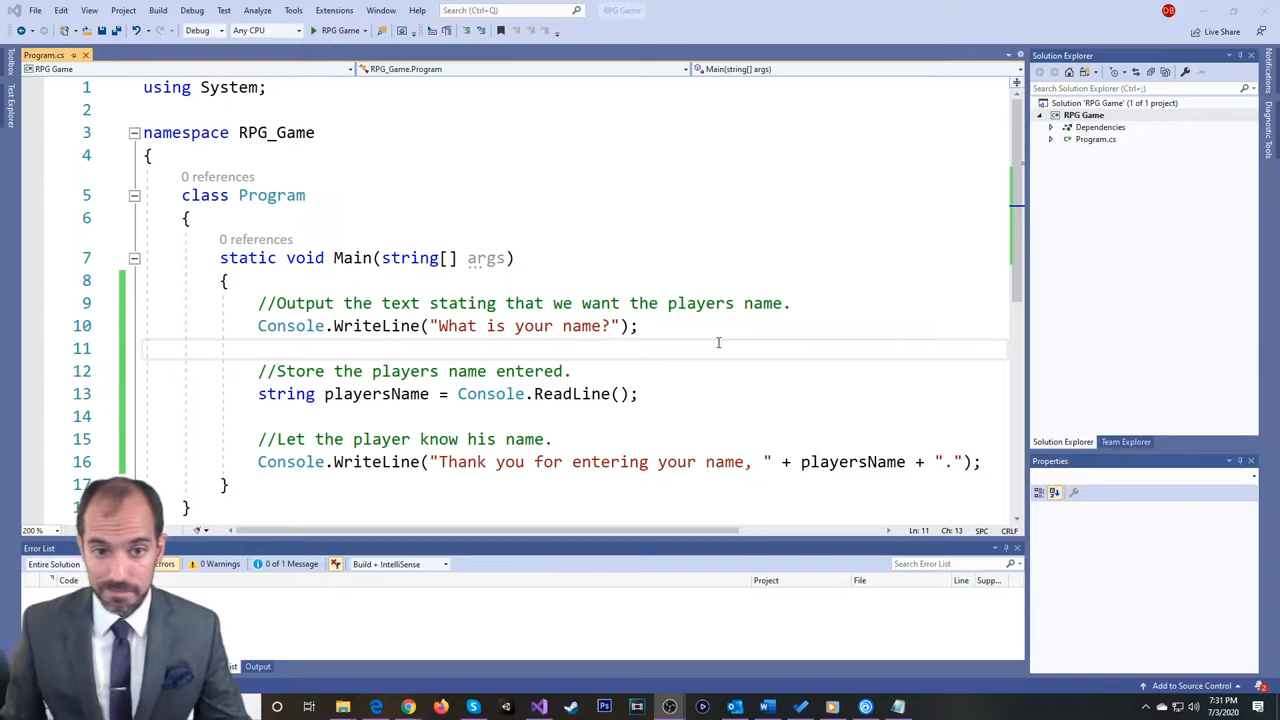 File Edit View Project Build Debug Test Analyze Tools Extensions Window Help Search (Ctrl+Q) RPG Game DB
Debug Any CPU RPG Game Live Share
Toolbox
Test Explorer
Program.cs
RPG Game RPG_Game.Program Main(string[] args)
1 using System;
2
3 namespace RPG_Game
4 {
0 references
5 class Program
6 {
0 references
7 static void Main(string[] args)
8 {
9 //Output the text stating that we want the players name.
10 Console.WriteLine("What is your name?");
11
12 //Store the players name entered.
13 string playersName = Console.ReadLine();
14
15 //Let the player know his name.
16 Console.WriteLine("Thank you for entering your name, " + playersName + ".");
17 }
}
200 % Ln: 11 Ch: 13 SPC CRLF
Error List
Entire Solution 0 Warnings 0 of 1 Message Build + IntelliSense Search Error List
Code Project File Line Supp...
Output
Solution Explorer
Search Solution Explorer (Ctrl+;)
Solution 'RPG Game' (1 of 1 project)
RPG Game
Dependencies
Program.cs
Solution Explorer Team Explorer
Properties
Notifications
Diagnostic Tools
Add to Source Control 2
7:31 PM
7/3/2020